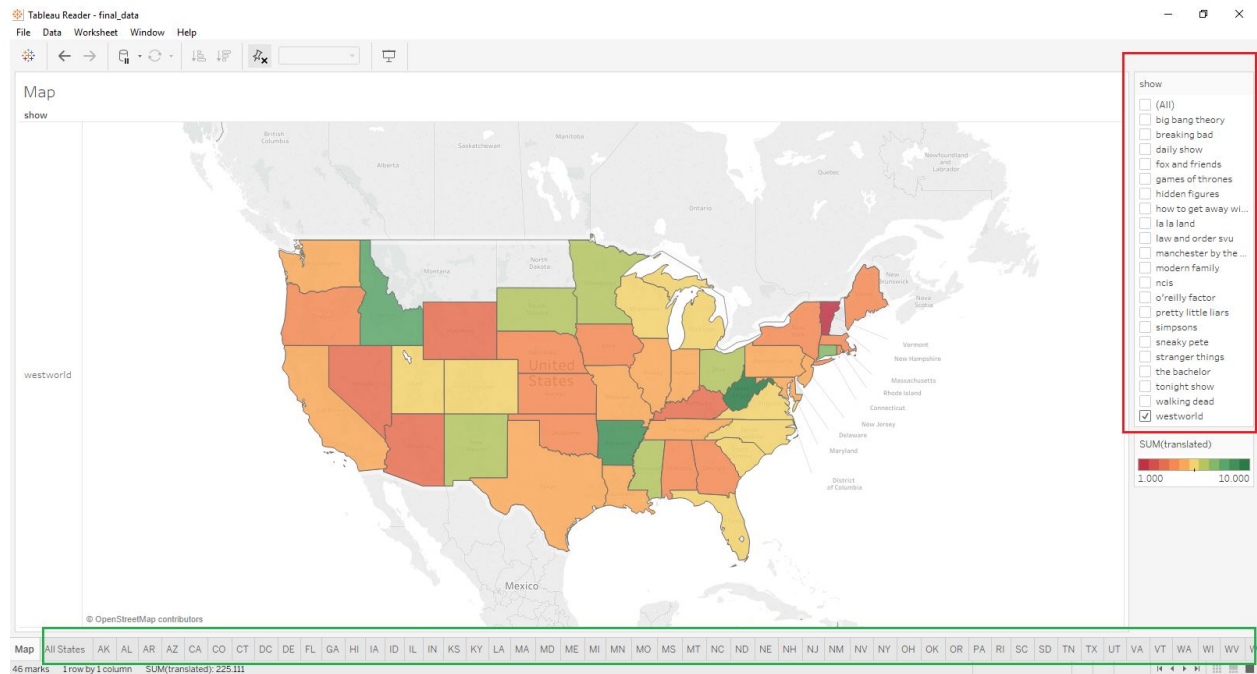 Tableau Reader - final_data
File Data Worksheet Window Help
Map
show
British Columbia
Alberta
Saskatchewan
Manitoba
Ontario
Quebec
Newfoundland and Labrador
New Brunswick
Nova Scotia
Montana
North Dakota
United States
westworld
Vermont
New Hampshire
Massachusetts
Rhode Island
Connecticut
New Jersey
Delaware
Maryland
District of Columbia
Mexico
© OpenStreetMap contributors
show
(All)
big bang theory
breaking bad
daily show
fox and friends
games of thrones
hidden figures
how to get away wi...
la la land
law and order svu
manchester by the ...
modern family
ncis
o'reilly factor
pretty little liars
simpsons
sneaky pete
stranger things
the bachelor
tonight show
walking dead
westworld
SUM(translated)
1.000 10.000
Map All States AK AL AR AZ CA CO CT DC DE FL GA HI IA ID IL IN KS KY LA MA MD ME MI MN MO MS MT NC ND NE NH NJ NM NV NY OH OK OR PA RI SC SD TN TX UT VA VT WA WI WV
46 marks 1 row by 1 column SUM(translated): 225.111